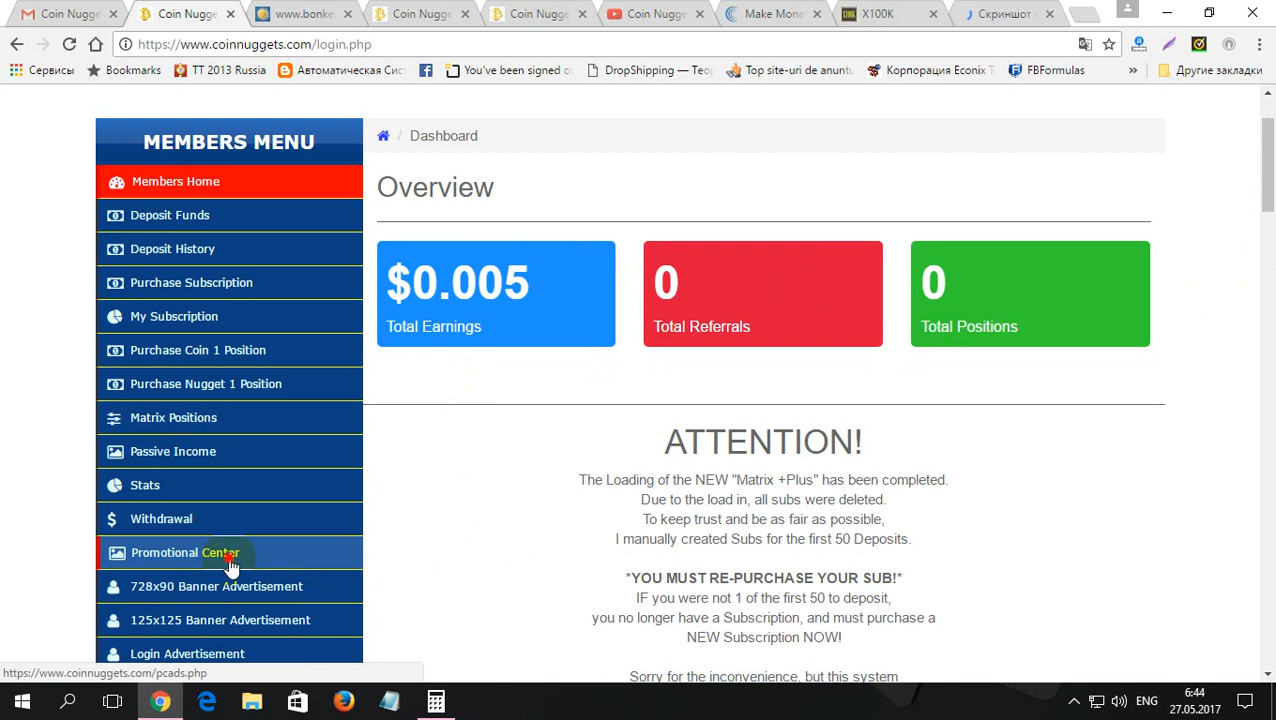 Coin Nugge
Coin Nugge
www.bonke
Coin Nugge
Coin Nugge
Coin Nugge
Make Mone
X100K
Скриншот
https://www.coinnuggets.com/login.php
Сервисы
Bookmarks
TT 2013 Russia
Автоматическая Сис
You've been signed o
DropShipping — Teo
Top site-uri de anuntu
Корпорация Econix T
FBFormulas
»
Другие закладки
MEMBERS MENU
/ Dashboard
Members Home
Overview
Deposit Funds
Deposit History
Purchase Subscription
My Subscription
Purchase Coin 1 Position
Purchase Nugget 1 Position
Matrix Positions
Passive Income
Stats
Withdrawal
Promotional Center
728x90 Banner Advertisement
125x125 Banner Advertisement
Login Advertisement
$0.005
Total Earnings
0
Total Referrals
0
Total Positions
ATTENTION!
The Loading of the NEW "Matrix +Plus" has been completed.
Due to the load in, all subs were deleted.
To keep trust and be as fair as possible,
I manually created Subs for the first 50 Deposits.
*YOU MUST RE-PURCHASE YOUR SUB!*
IF you were not 1 of the first 50 to deposit,
you no longer have a Subscription, and must purchase a
NEW Subscription NOW!
Sorry for the inconvenience, but this system
https://www.coinnuggets.com/pcads.php
ENG
6:44
27.05.2017